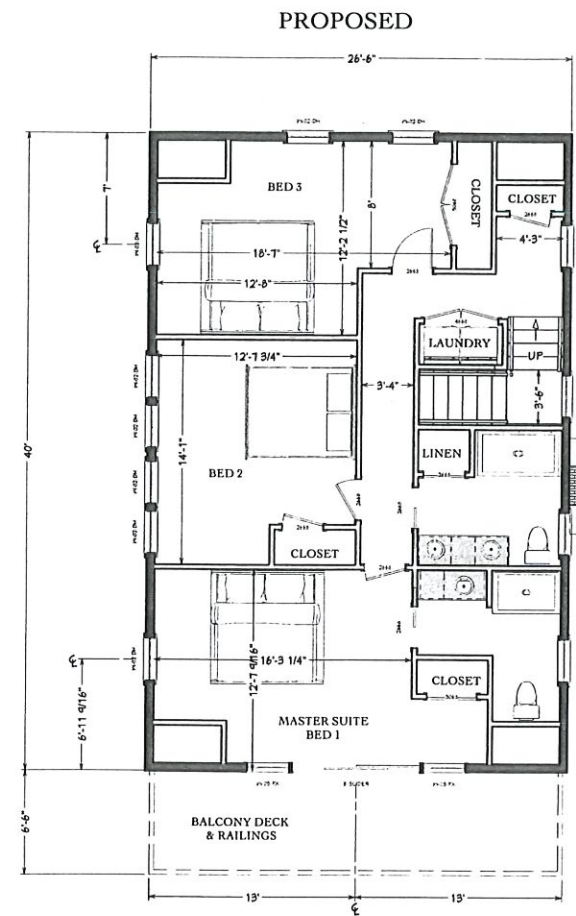 PROPOSED
26'-6"
7'
BED 3
CLOSET
8'
12'-2 1/2"
CLOSET
4'-3"
18'-7"
12'-8"
LAUNDRY
UP
12'-7 3/4"
3'-4"
3'-6"
40'
14'-1"
BED 2
LINEN
CLOSET
16'-3 1/4"
12'-7 9/16"
6'-11 9/16"
CLOSET
MASTER SUITE
BED 1
6'-6"
BALCONY DECK
& RAILINGS
13'
13'